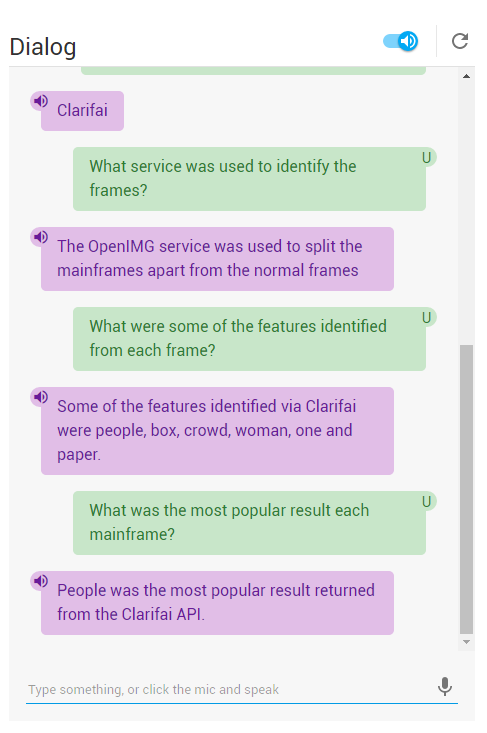 Dialog
Clarifai
U
What service was used to identify the
frames?
The OpenIMG service was used to split the
mainframes apart from the normal frames
U
What were some of the features identified
from each frame?
Some of the features identified via Clarifai
were people, box, crowd, woman, one and
paper.
U
What was the most popular result each
mainframe?
People was the most popular result returned
from the Clarifai API.
Type something, or click the mic and speak